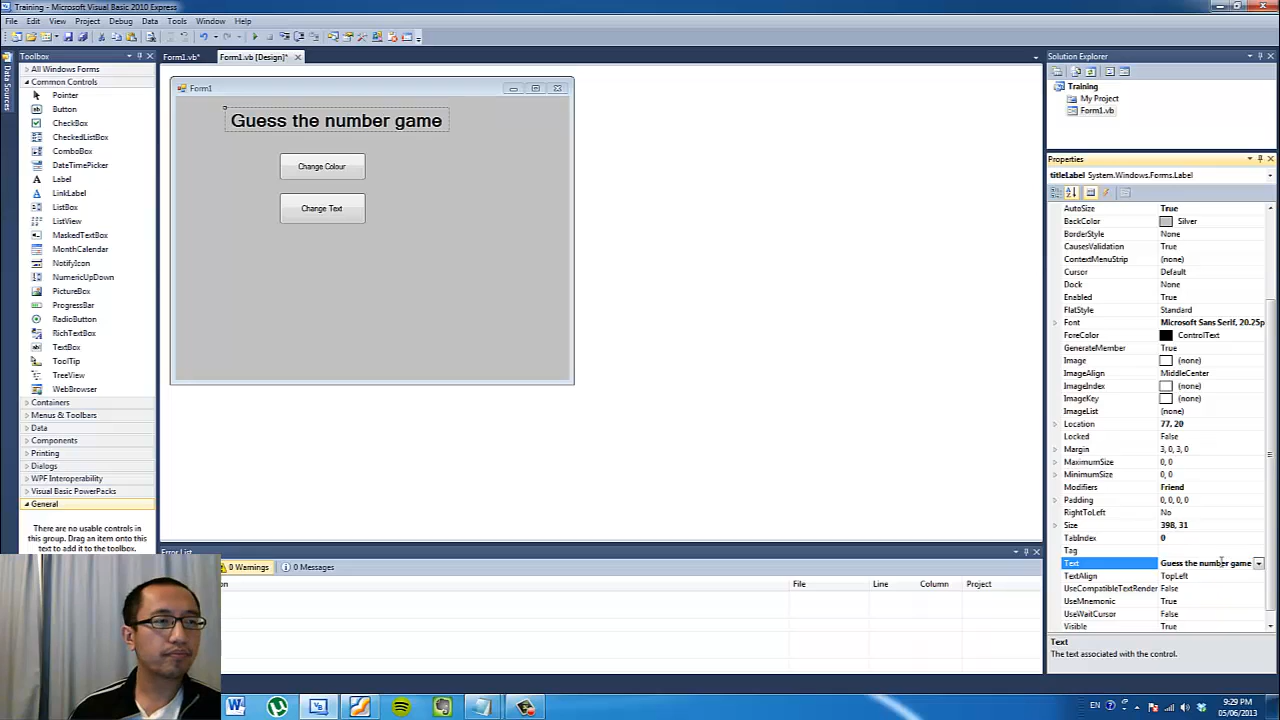 Training - Microsoft Visual Basic 2010 Express
File Edit View Project Debug Data Tools Window Help
Toolbox
Form1.vb*
Form1.vb [Design]*
Solution Explorer
Data Sources
All Windows Forms
Common Controls
Pointer
Button
CheckBox
CheckedListBox
ComboBox
DateTimePicker
Label
LinkLabel
ListBox
ListView
MaskedTextBox
MonthCalendar
NotifyIcon
NumericUpDown
PictureBox
ProgressBar
RadioButton
RichTextBox
TextBox
ToolTip
TreeView
WebBrowser
Containers
Menus & Toolbars
Data
Components
Printing
Dialogs
WPF Interoperability
Visual Basic PowerPacks
General
There are no usable controls in
this group. Drag an item onto this
text to add it to the toolbox.
Form1
Guess the number game
Change Colour
Change Text
Training
My Project
Form1.vb
Properties
titleLabel System.Windows.Forms.Label
AutoSize True
BackColor Silver
BorderStyle None
CausesValidation True
ContextMenuStrip (none)
Cursor Default
Dock None
Enabled True
FlatStyle Standard
Font Microsoft Sans Serif, 20.25p
ForeColor ControlText
GenerateMember True
Image (none)
ImageAlign MiddleCenter
ImageIndex (none)
ImageKey (none)
ImageList (none)
Location 77, 20
Locked False
Margin 3, 0, 3, 0
MaximumSize 0, 0
MinimumSize 0, 0
Modifiers Friend
Padding 0, 0, 0, 0
RightToLeft No
Size 398, 31
TabIndex 0
Tag
Text Guess the number game
TextAlign TopLeft
UseCompatibleTextRender False
UseMnemonic True
UseWaitCursor False
Visible True
Text
The text associated with the control.
Error List
0 Warnings
0 Messages
File Line Column Project
EN
9:29 PM
05/06/2013